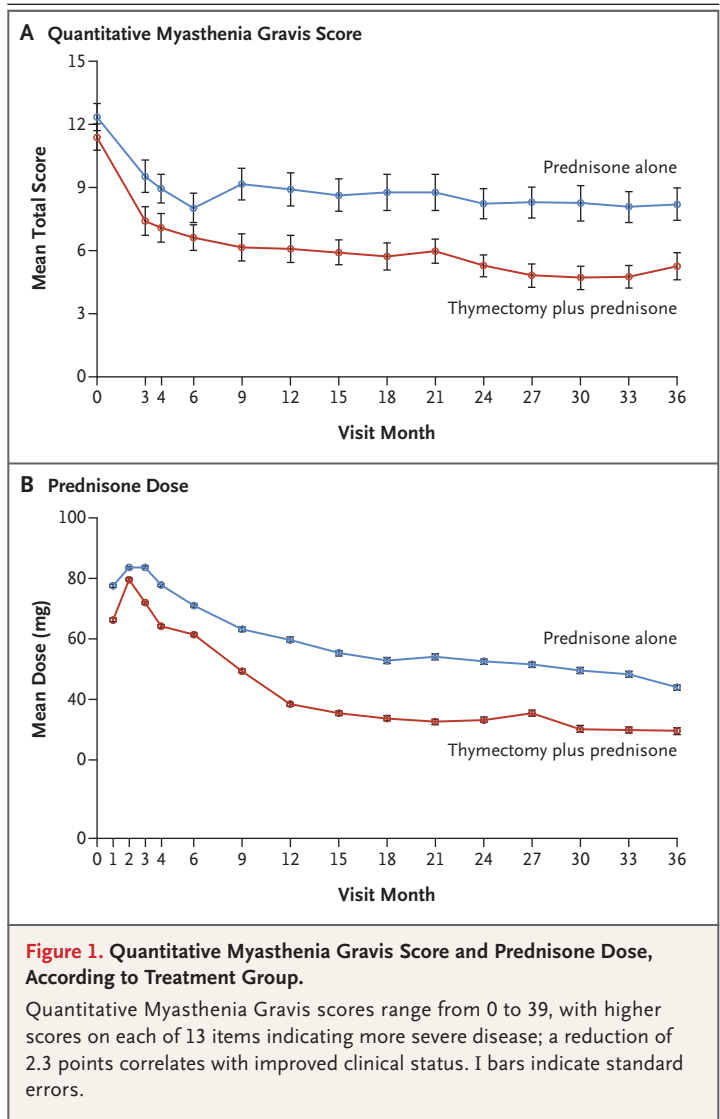 A Quantitative Myasthenia Gravis Score
15
12
9
6
3
0
Mean Total Score
Prednisone alone
Thymectomy plus prednisone
0 3 4 6 9 12 15 18 21 24 27 30 33 36
Visit Month
B Prednisone Dose
100
80
60
40
0
0
Mean Dose (mg)
Prednisone alone
Thymectomy plus prednisone
0 1 2 3 4 6 9 12 15 18 21 24 27 30 33 36
Visit Month
Figure 1. Quantitative Myasthenia Gravis Score and Prednisone Dose,
According to Treatment Group.
Quantitative Myasthenia Gravis scores range from 0 to 39, with higher
scores on each of 13 items indicating more severe disease; a reduction of
2.3 points correlates with improved clinical status. I bars indicate standard
errors.